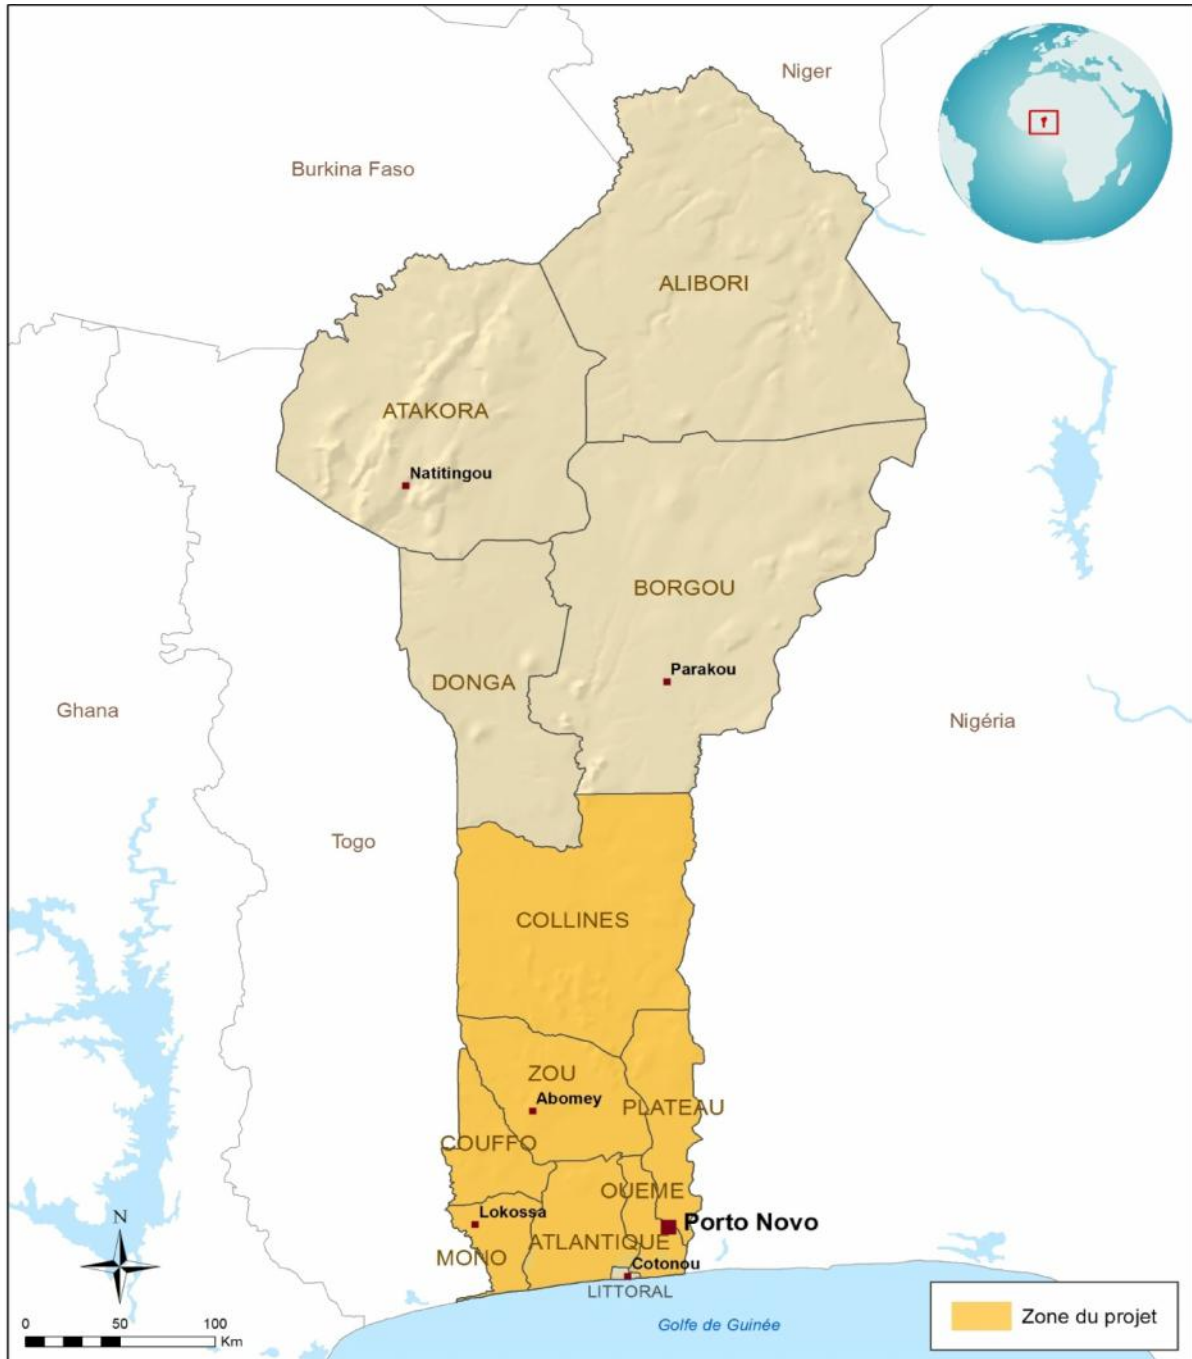 Niger
Burkina Faso
ALIBORI
ATAKORA
Natitingou
BORGOU
Parakou
DONGA
Ghana
Nigéria
Togo
COLLINES
ZOU
Abomey
PLATEAU
COUFFO
OUEME
Lokossa
Porto Novo
N
ATLANTIQUE
MONO
Cotonou
LITTORAL
Golfe de Guinée
Zone du projet
0 50 100
Km